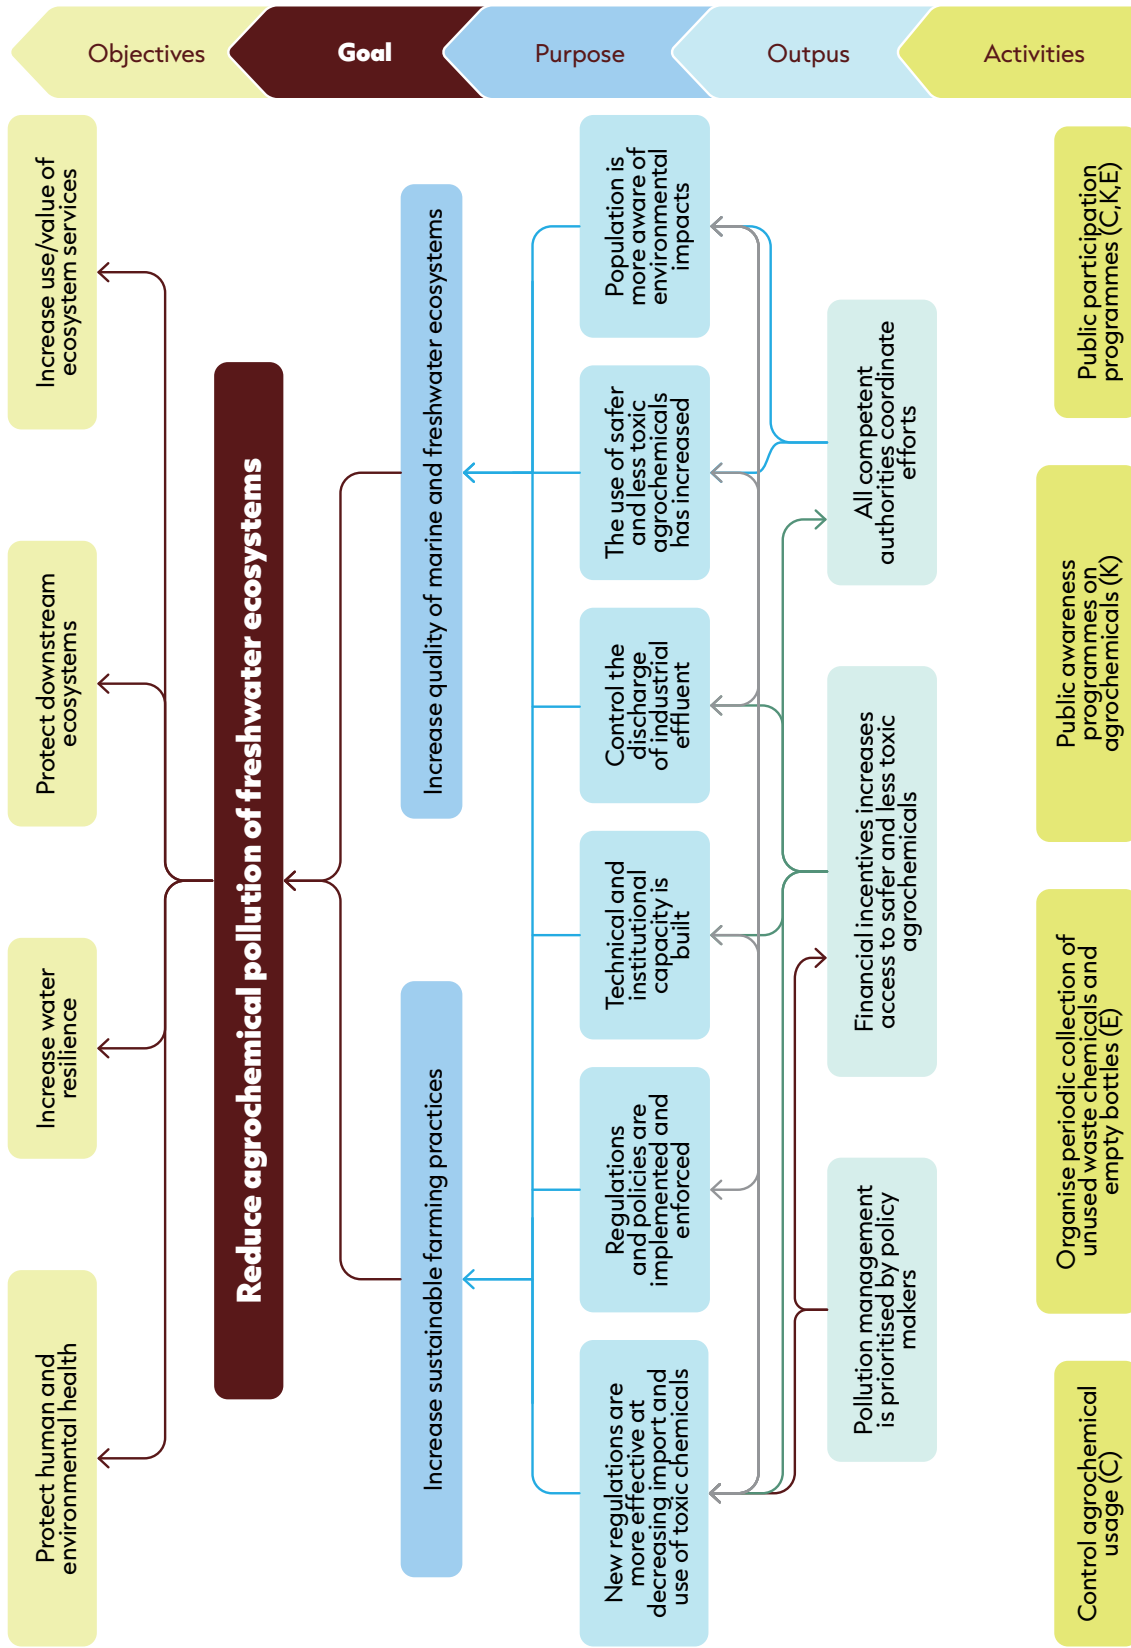 Objectives
Goal
Purpose
Outpus
Activities
Protect human and
environmental health
Increase water
resilience
Protect downstream
ecosystems
Increase use/value of
ecosystem services
Reduce agrochemical pollution of freshwater ecosystems
Increase sustainable farming practices
Increase quality of marine and freshwater ecosystems
New regulations are
more effective at
decreasing import and
use of toxic chemicals
Regulations
and policies are
implemented and
enforced
Technical and
institutional
capacity is
built
Control the
discharge
of industrial
effluent
The use of safer
and less toxic
agrochemicals
has increased
Population is
more aware of
environmental
impacts
Pollution management
is prioritised by policy
makers
Financial incentives increases
access to safer and less toxic
agrochemicals
All competent
authorities coordinate
efforts
Control agrochemical
usage (C)
Organise periodic collection of
unused waste chemicals and
empty bottles (E)
Public awareness
programmes on
agrochemicals (K)
Public participation
programmes (C,K,E)